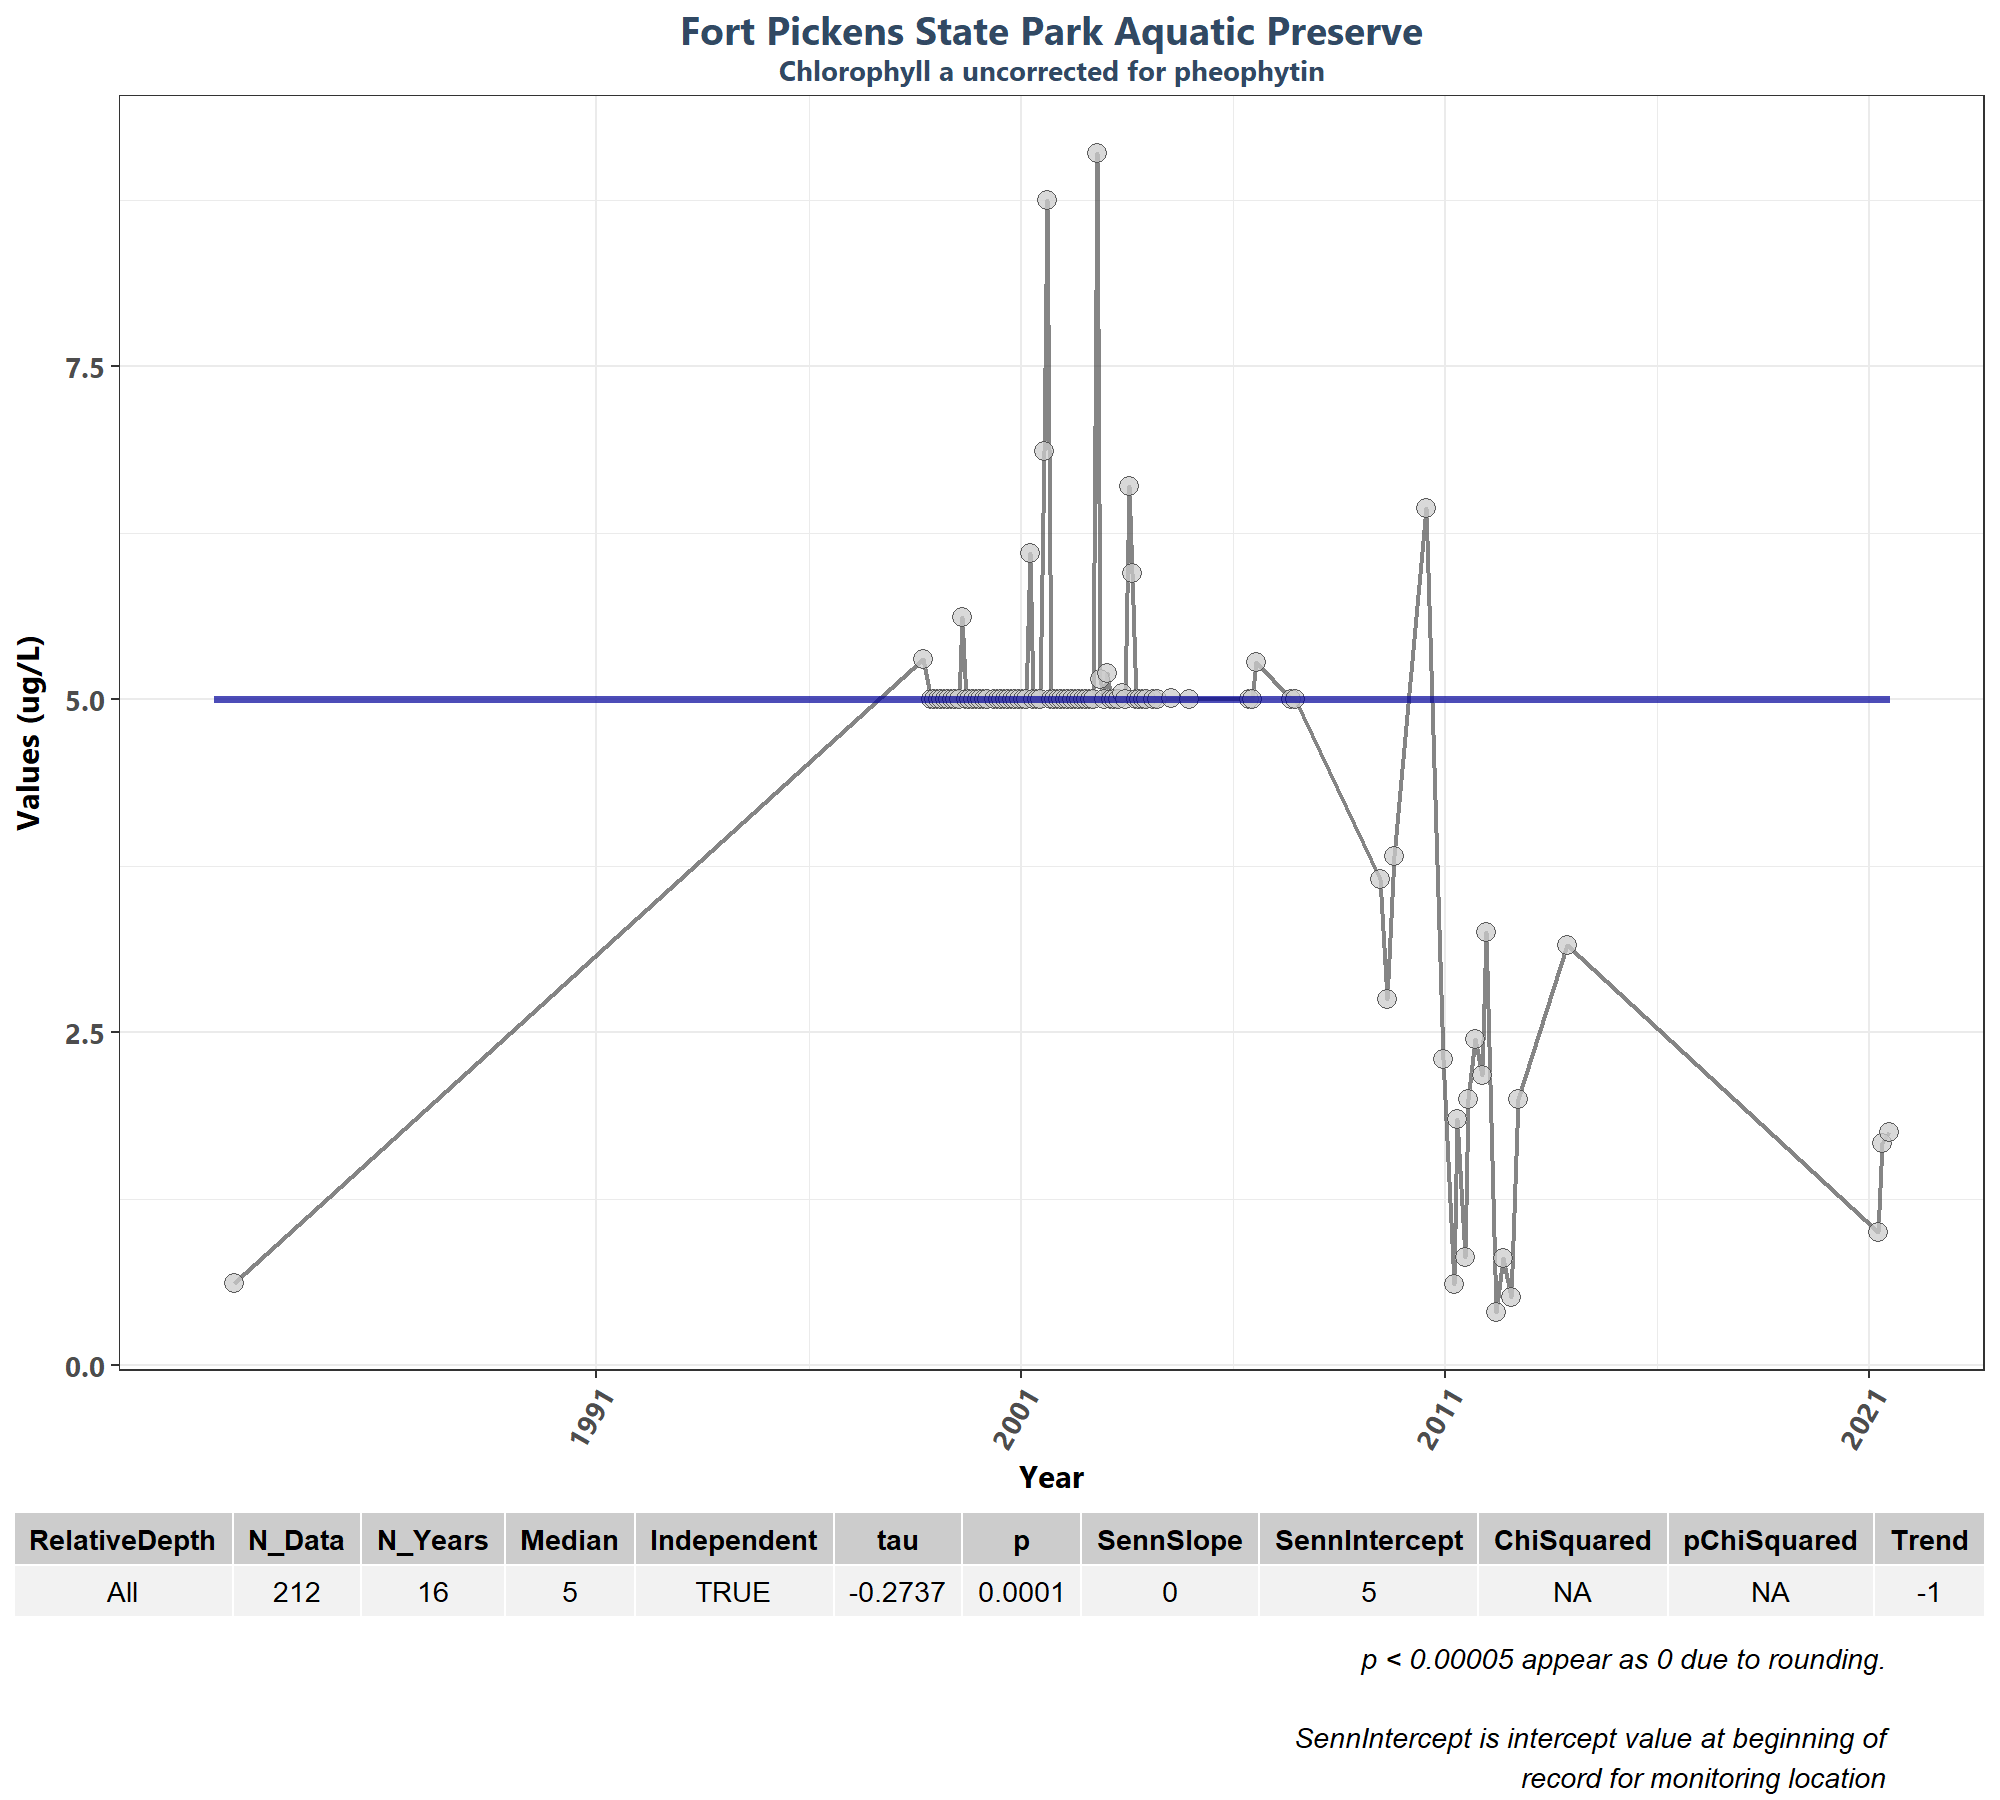 Fort Pickens State Park Aquatic Preserve
Chlorophyll a uncorrected for pheophytin
Values (ug/L)
7.5
5.0
2.5
0.0
1991
2001
2011
2021
Year
RelativeDepth N_Data N_Years Median Independent tau p SennSlope SennIntercept ChiSquared pChiSquared Trend
All 212 16 5 TRUE -0.2737 0.0001 0 5 NA NA -1
p < 0.00005 appear as 0 due to rounding.
SennIntercept is intercept value at beginning of
record for monitoring location